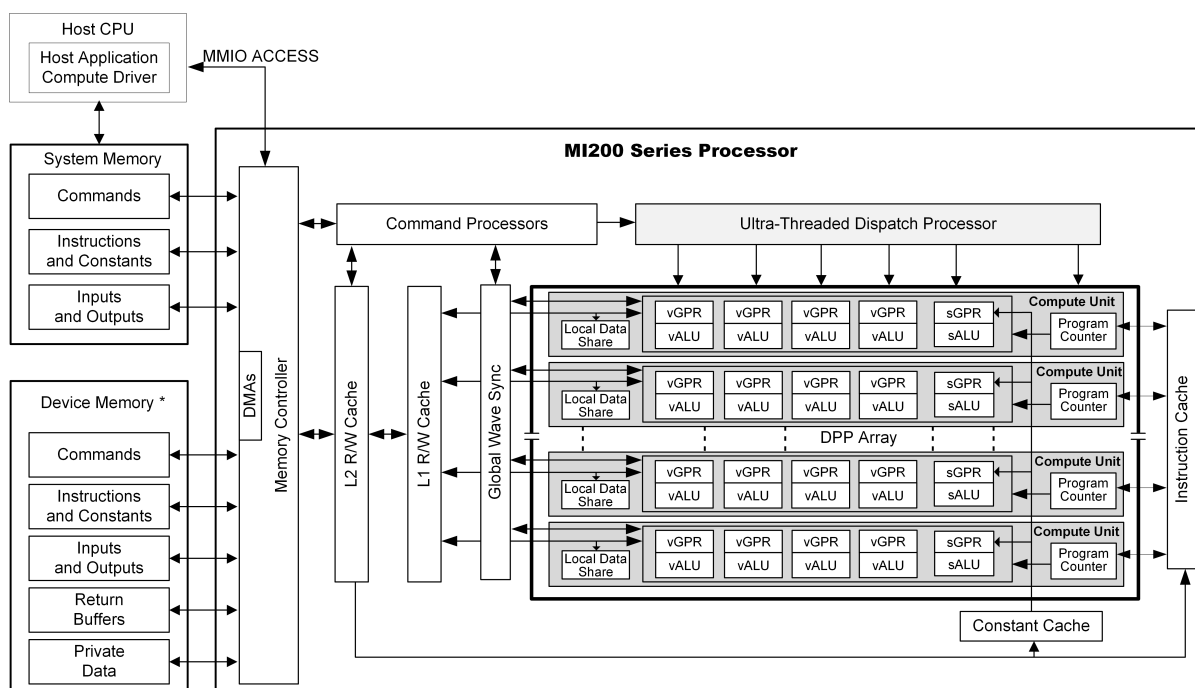 Host CPU
Host Application
Compute Driver
MMIO ACCESS
System Memory
Commands
Instructions
and Constants
Inputs
and Outputs
Device Memory *
Commands
Instructions
and Constants
Inputs
and Outputs
Return
Buffers
Private
Data
MI200 Series Processor
DMAs
Memory Controller
Command Processors
Ultra-Threaded Dispatch Processor
L2 R/W Cache
L1 R/W Cache
Global Wave Sync
Compute Unit
Local Data
Share
vGPR vGPR vGPR vGPR sGPR
vALU vALU vALU vALU sALU
Program
Counter
Compute Unit
Local Data
Share
vGPR vGPR vGPR vGPR sGPR
vALU vALU vALU vALU sALU
Program
Counter
DPP Array
Compute Unit
Local Data
Share
vGPR vGPR vGPR vGPR sGPR
vALU vALU vALU vALU sALU
Program
Counter
Compute Unit
Local Data
Share
vGPR vGPR vGPR vGPR sGPR
vALU vALU vALU vALU sALU
Program
Counter
Instruction Cache
Constant Cache